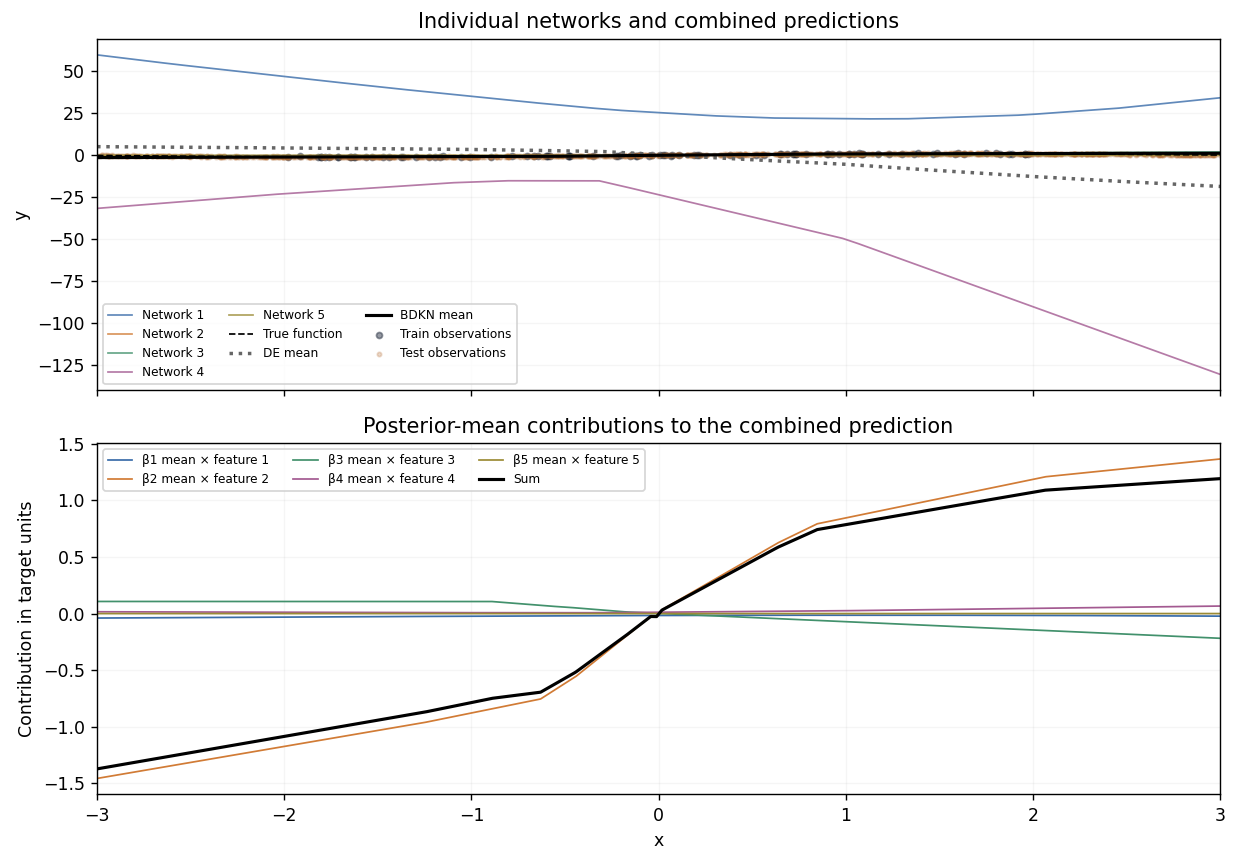 Individual networks and combined predictions
50
25
0
−25
−50
−75
−100
−125
y
Network 1
Network 2
Network 3
Network 4
Network 5
True function
DE mean
BDKN mean
Train observations
Test observations
Posterior-mean contributions to the combined prediction
1.5
1.0
0.5
0.0
−0.5
−1.0
−1.5
Contribution in target units
β1 mean × feature 1
β2 mean × feature 2
β3 mean × feature 3
β4 mean × feature 4
β5 mean × feature 5
Sum
−3 −2 −1 0 1 2 3
x